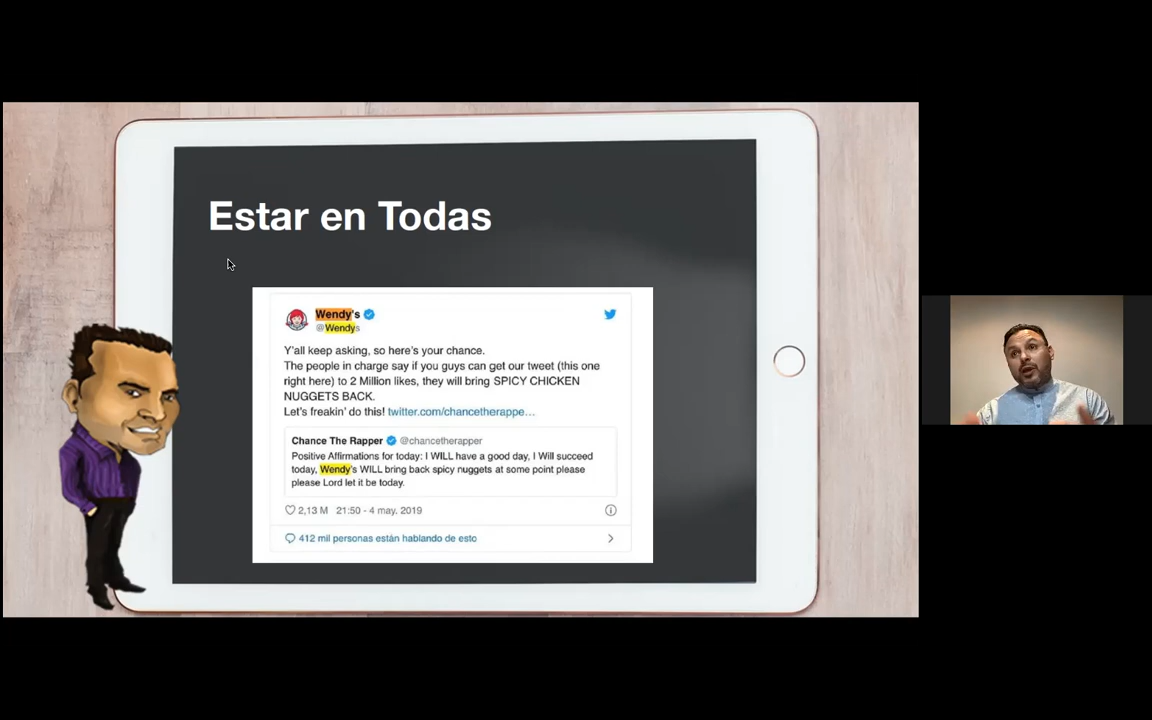 Estar en Todas
Wendy's
@Wendys
Y'all keep asking, so here's your chance.
The people in charge say if you guys can get our tweet (this one
right here) to 2 Million likes, they will bring SPICY CHICKEN
NUGGETS BACK.
Let's freakin' do this! twitter.com/chancetherappe…
Chance The Rapper @chancetherapper
Positive Affirmations for today: I WILL have a good day, I Will succeed
today, Wendy's WILL bring back spicy nuggets at some point please
please Lord let it be today.
2,13 M 21:50 - 4 may. 2019
412 mil personas están hablando de esto